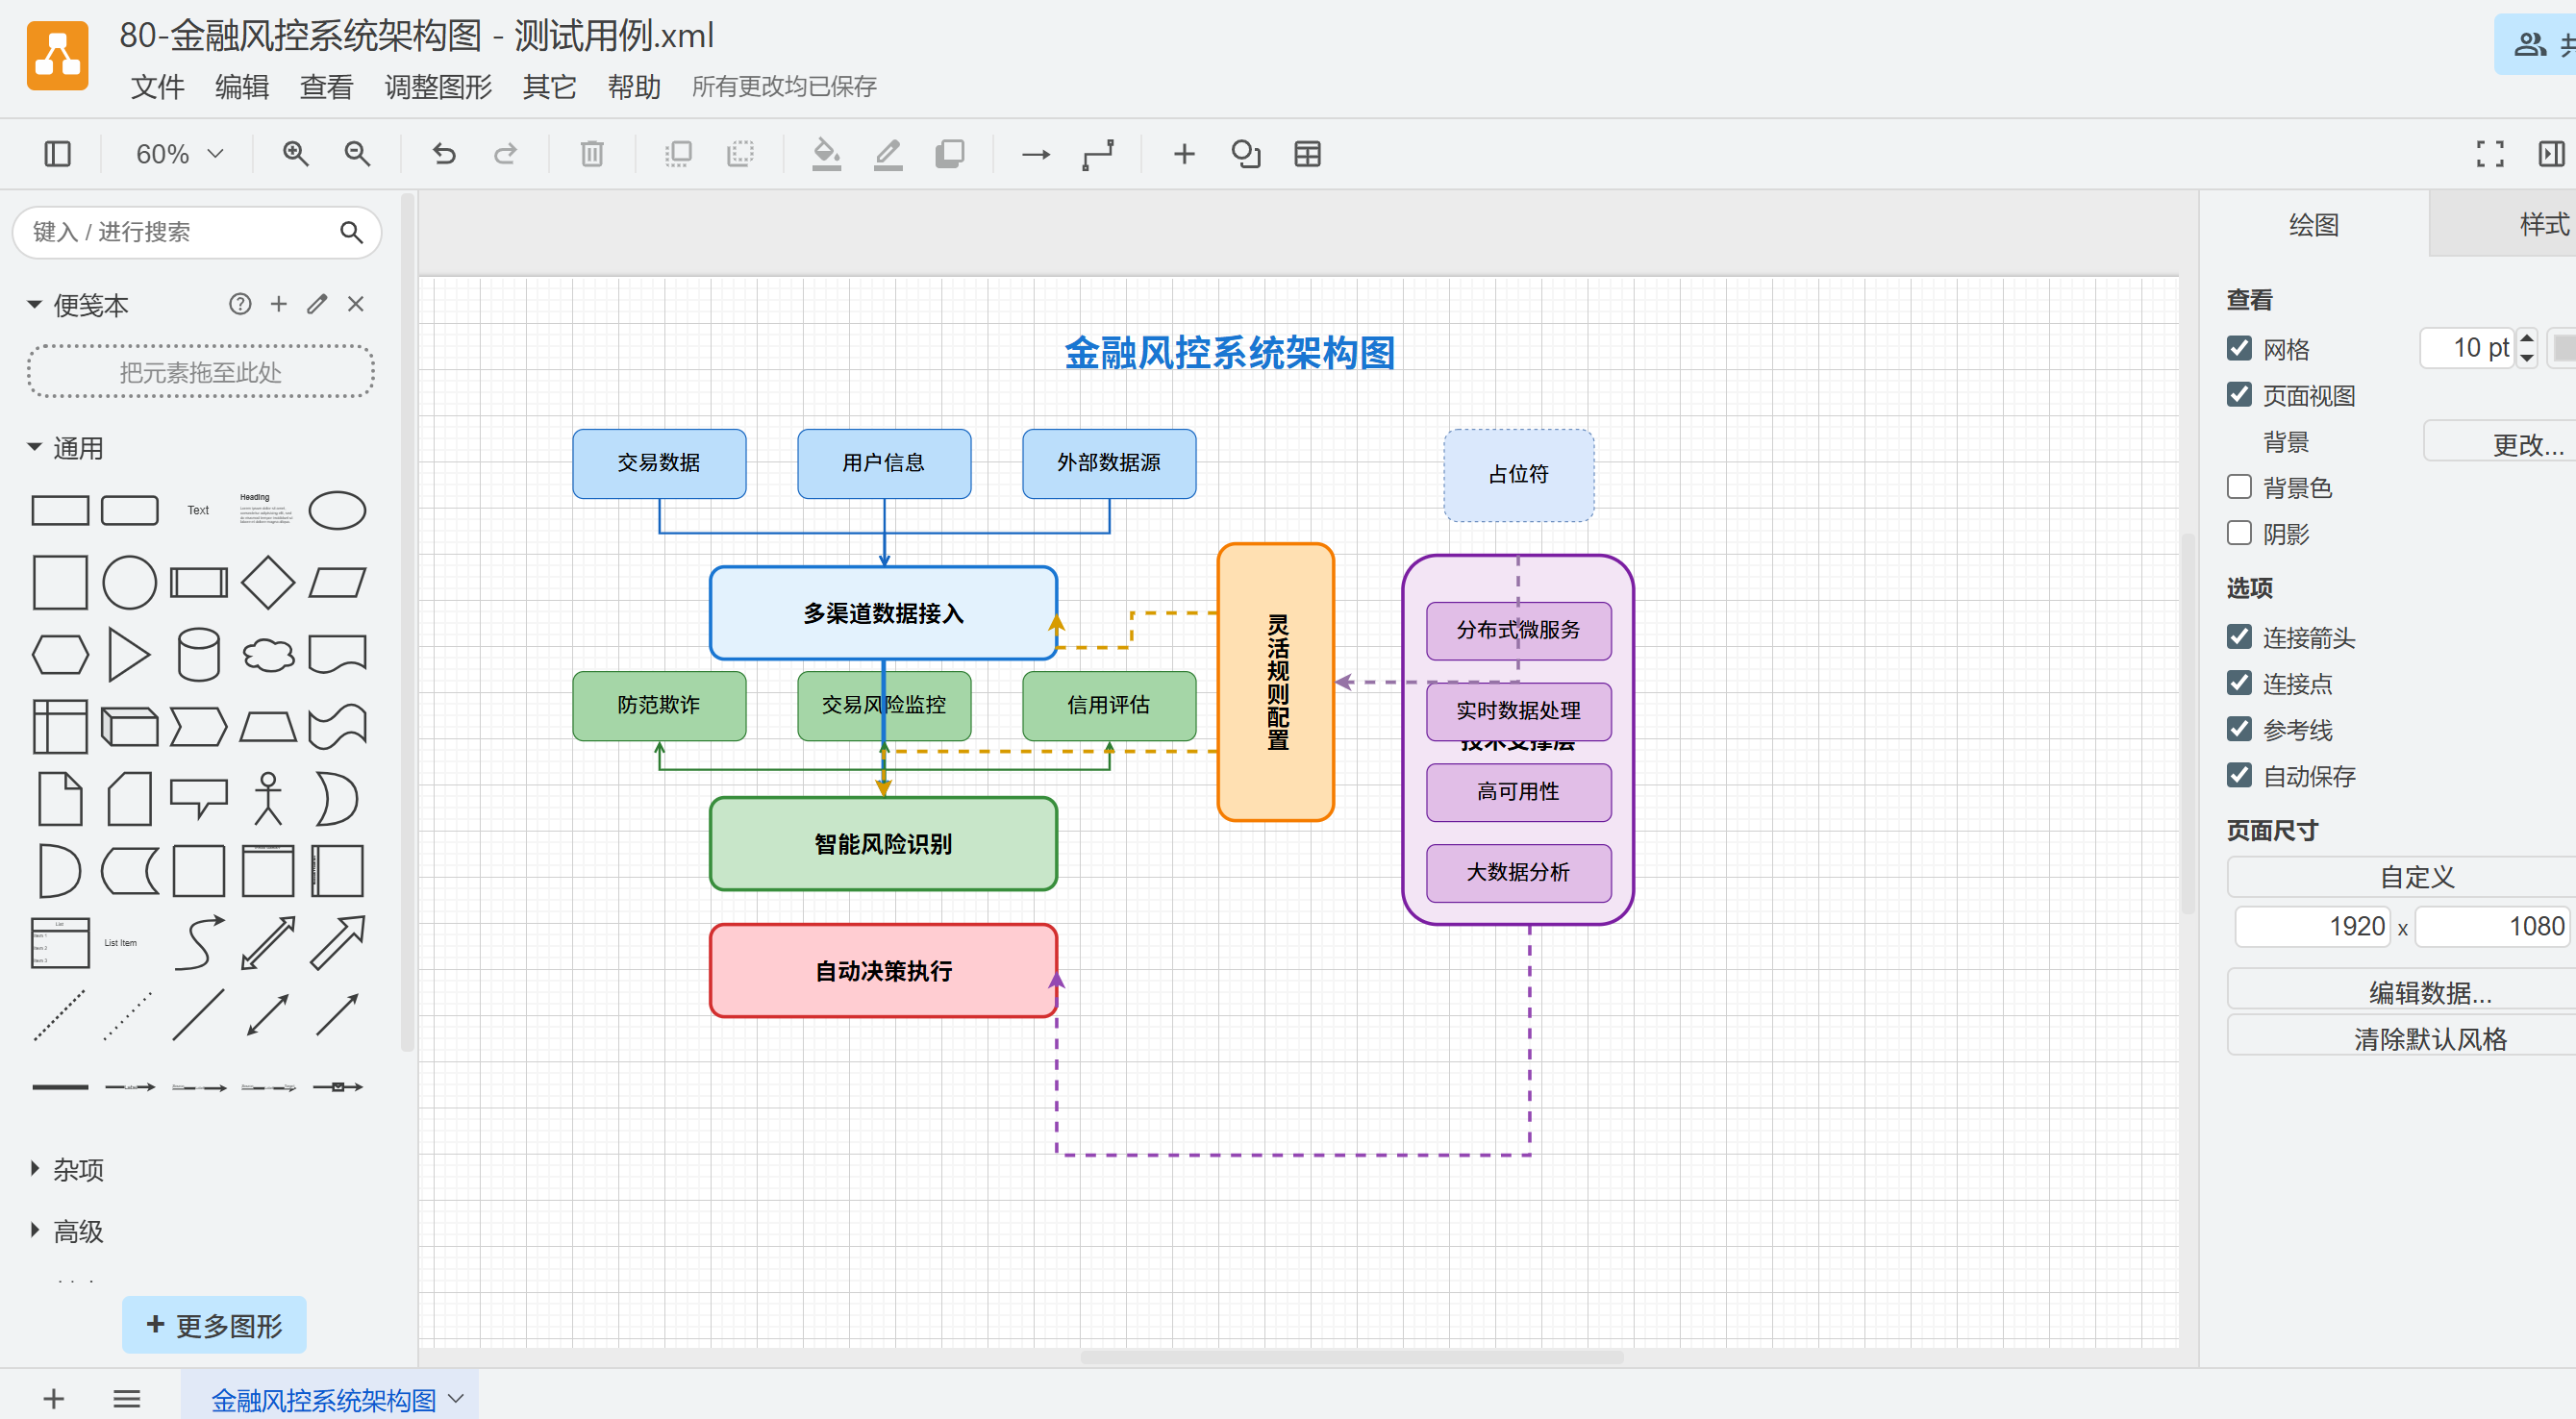 80-金融风控系统架构图 - 测试用例.xml
文件 编辑 查看 调整图形 其它 帮助 所有更改均已保存
60%
键入 / 进行搜索
便笺本
把元素拖至此处
通用
Text
Heading
List
Item 1
Item 2
Item 3
List Item
杂项
高级
+ 更多图形
金融风控系统架构图
交易数据
用户信息
外部数据源
占位符
多渠道数据接入
灵活规则配置
分布式微服务
防范欺诈
交易风险监控
信用评估
实时数据处理
技术支撑层
高可用性
智能风险识别
大数据分析
自动决策执行
绘图
样式
查看
网格
10 pt
页面视图
背景
更改...
背景色
阴影
选项
连接箭头
连接点
参考线
自动保存
页面尺寸
自定义
1920 x 1080
编辑数据...
清除默认风格
金融风控系统架构图